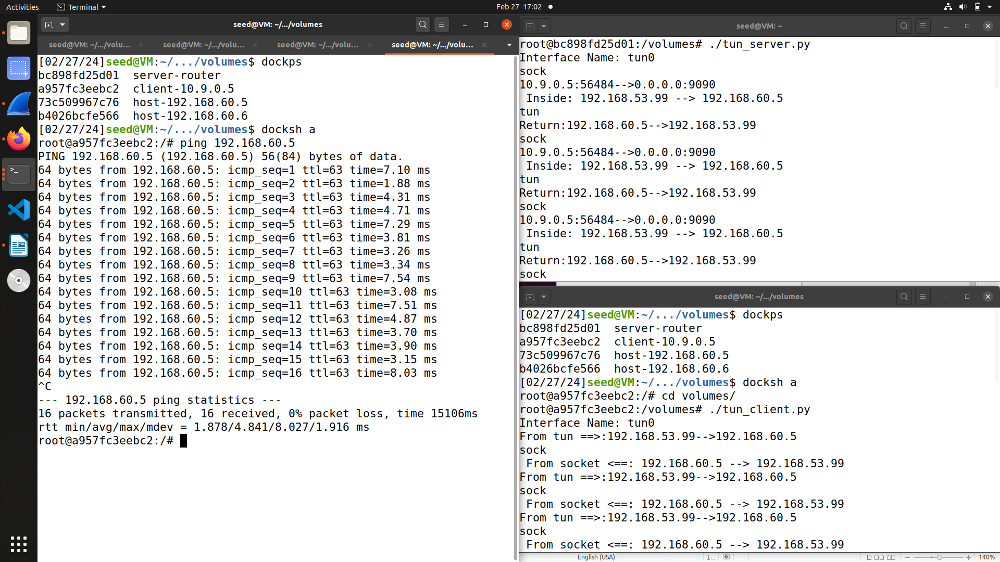 Activities
Terminal
Feb 27 17:02
seed@VM: ~/.../volumes
seed@VM: ~/.../volu...
seed@VM: ~/.../volu...
seed@VM: ~/.../volu...
seed@VM: ~/.../volu...
[02/27/24]seed@VM:~/.../volumes$ dockps
bc898fd25d01  server-router
a957fc3eebc2  client-10.9.0.5
73c509967c76  host-192.168.60.5
b4026bcfe566  host-192.168.60.6
[02/27/24]seed@VM:~/.../volumes$ docksh a
root@a957fc3eebc2:/# ping 192.168.60.5
PING 192.168.60.5 (192.168.60.5) 56(84) bytes of data.
64 bytes from 192.168.60.5: icmp_seq=1 ttl=63 time=7.10 ms
64 bytes from 192.168.60.5: icmp_seq=2 ttl=63 time=1.88 ms
64 bytes from 192.168.60.5: icmp_seq=3 ttl=63 time=4.31 ms
64 bytes from 192.168.60.5: icmp_seq=4 ttl=63 time=4.71 ms
64 bytes from 192.168.60.5: icmp_seq=5 ttl=63 time=7.29 ms
64 bytes from 192.168.60.5: icmp_seq=6 ttl=63 time=3.81 ms
64 bytes from 192.168.60.5: icmp_seq=7 ttl=63 time=3.26 ms
64 bytes from 192.168.60.5: icmp_seq=8 ttl=63 time=3.34 ms
64 bytes from 192.168.60.5: icmp_seq=9 ttl=63 time=7.54 ms
64 bytes from 192.168.60.5: icmp_seq=10 ttl=63 time=3.08 ms
64 bytes from 192.168.60.5: icmp_seq=11 ttl=63 time=7.51 ms
64 bytes from 192.168.60.5: icmp_seq=12 ttl=63 time=4.87 ms
64 bytes from 192.168.60.5: icmp_seq=13 ttl=63 time=3.70 ms
64 bytes from 192.168.60.5: icmp_seq=14 ttl=63 time=3.90 ms
64 bytes from 192.168.60.5: icmp_seq=15 ttl=63 time=3.15 ms
64 bytes from 192.168.60.5: icmp_seq=16 ttl=63 time=8.03 ms
^C
--- 192.168.60.5 ping statistics ---
16 packets transmitted, 16 received, 0% packet loss, time 15106ms
rtt min/avg/max/mdev = 1.878/4.841/8.027/1.916 ms
root@a957fc3eebc2:/#
seed@VM: ~
root@bc898fd25d01:/volumes# ./tun_server.py
Interface Name: tun0
sock
10.9.0.5:56484-->0.0.0.0:9090
 Inside: 192.168.53.99 --> 192.168.60.5
tun
Return:192.168.60.5-->192.168.53.99
sock
10.9.0.5:56484-->0.0.0.0:9090
 Inside: 192.168.53.99 --> 192.168.60.5
tun
Return:192.168.60.5-->192.168.53.99
sock
10.9.0.5:56484-->0.0.0.0:9090
 Inside: 192.168.53.99 --> 192.168.60.5
tun
Return:192.168.60.5-->192.168.53.99
sock
seed@VM: ~/.../volumes
[02/27/24]seed@VM:~/.../volumes$ dockps
bc898fd25d01  server-router
a957fc3eebc2  client-10.9.0.5
73c509967c76  host-192.168.60.5
b4026bcfe566  host-192.168.60.6
[02/27/24]seed@VM:~/.../volumes$ docksh a
root@a957fc3eebc2:/# cd volumes/
root@a957fc3eebc2:/volumes# ./tun_client.py
Interface Name: tun0
From tun ==>:192.168.53.99-->192.168.60.5
sock
 From socket <==: 192.168.60.5 --> 192.168.53.99
From tun ==>:192.168.53.99-->192.168.60.5
sock
 From socket <==: 192.168.60.5 --> 192.168.53.99
From tun ==>:192.168.53.99-->192.168.60.5
sock
 From socket <==: 192.168.60.5 --> 192.168.53.99
English (USA)
140%